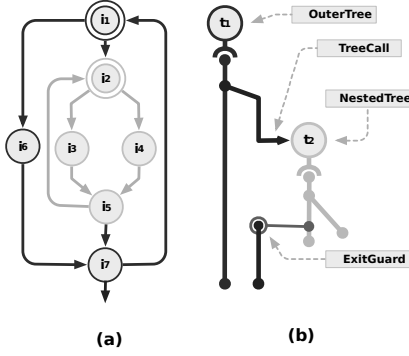 i1
t1
OuterTree
TreeCall
i2
NestedTree
i6
i3
i4
t2
i5
i7
ExitGuard
(a)
(b)